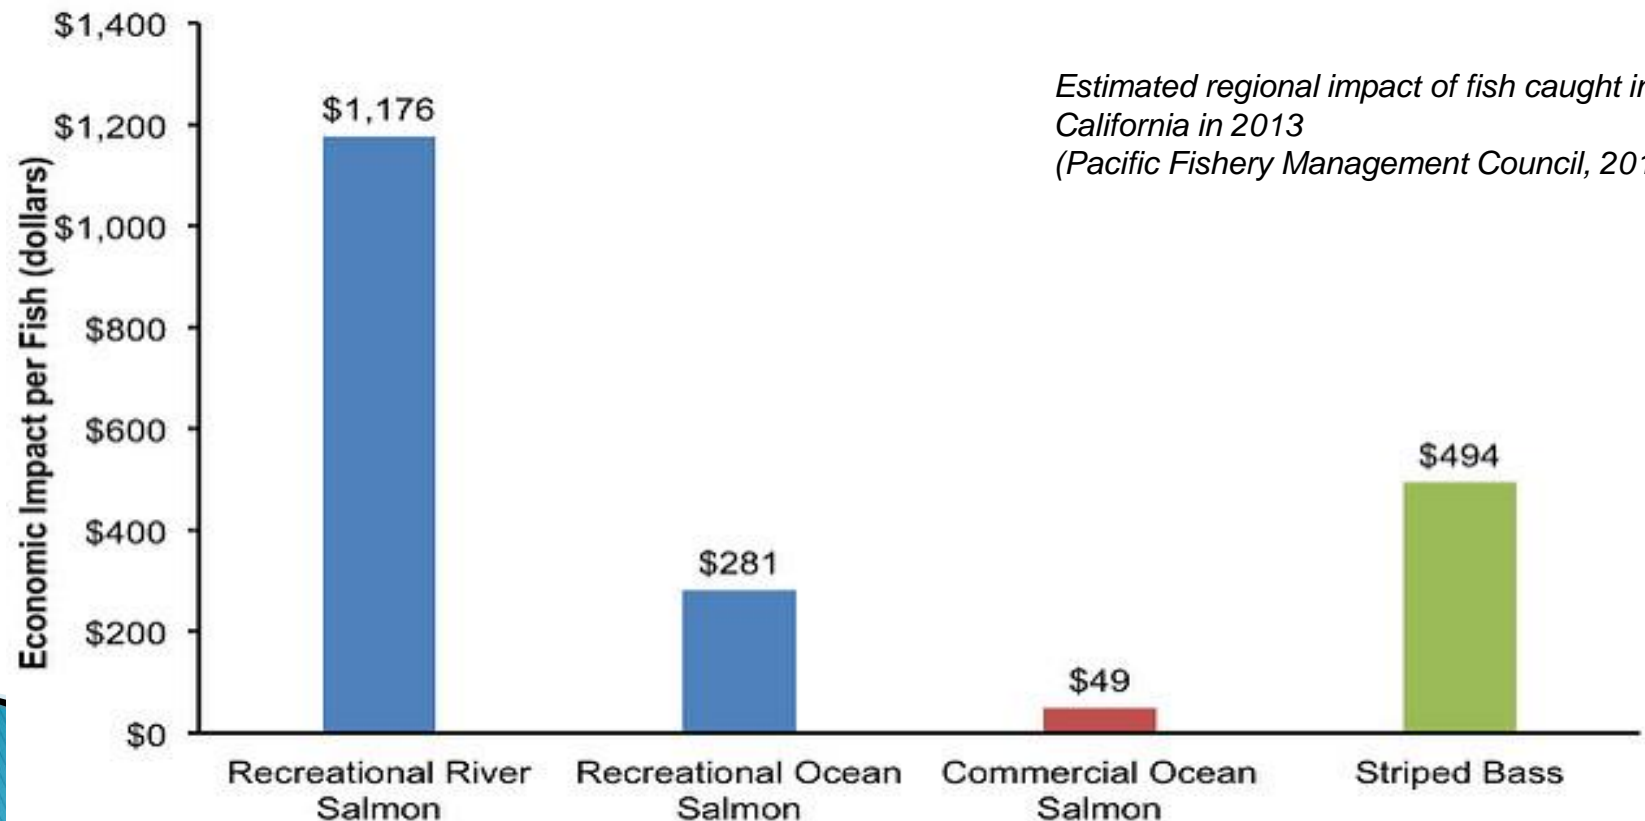 Estimated regional impact of fish caught
California in 2013
(Pacific Fishery Management Council,
Economic Impact per Fish (dollars)
$1,400
$1,200
$1,000
$800
$600
$400
$200
$0
$1,176
$281
$49
$494
Recreational River
Salmon
Recreational Ocean
Salmon
Commercial Ocean
Salmon
Striped Bass